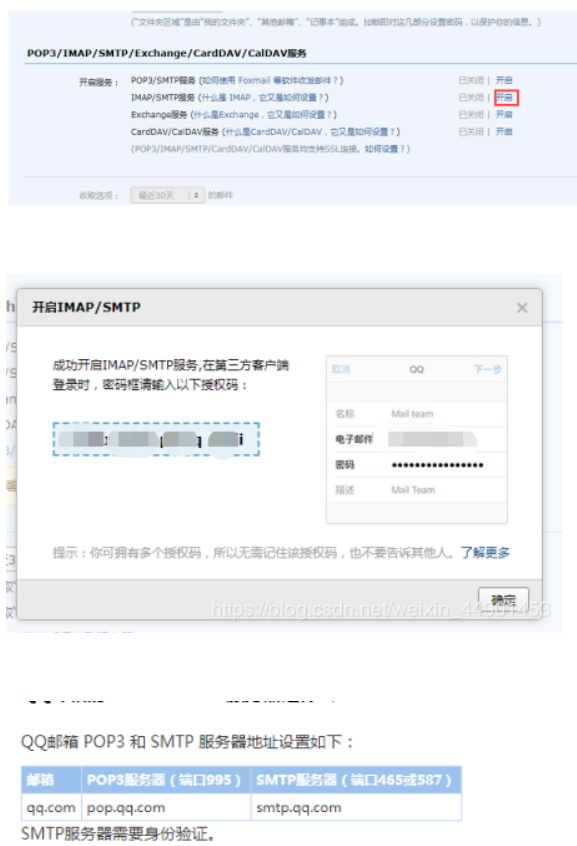 ("文件夹区域"是由"我的文件夹"、"其他邮箱"、"记事本"组成。加锁即对这几部分设置密码，以保护你的信息。)
POP3/IMAP/SMTP/Exchange/CardDAV/CalDAV服务
开启服务： POP3/SMTP服务 (如何使用 Foxmail 等软件收发邮件？) 已关闭 | 开启
IMAP/SMTP服务 (什么是 IMAP，它又是如何设置？) 已关闭 | 开启
Exchange服务 (什么是Exchange，它又是如何设置？) 已关闭 | 开启
CardDAV/CalDAV服务 (什么是CardDAV/CalDAV，它又是如何设置？) 已关闭 | 开启
(POP3/IMAP/SMTP/CardDAV/CalDAV服务均支持SSL连接。如何设置？)
收取选项： 最近30天 的邮件
开启IMAP/SMTP
成功开启IMAP/SMTP服务,在第三方客户端
登录时，密码框请输入以下授权码：
取消 QQ 下一步
名称 Mail team
电子邮件
密码 ••••••••••••••••
描述 Mail Team
提示：你可拥有多个授权码，所以无需记住该授权码，也不要告诉其他人。了解更多
确定
https://blog.csdn.net/weixin_44901453
QQ邮箱 POP3 和 SMTP 服务器地址设置如下：
邮箱 POP3服务器（端口995） SMTP服务器（端口465或587）
qq.com pop.qq.com smtp.qq.com
SMTP服务器需要身份验证。